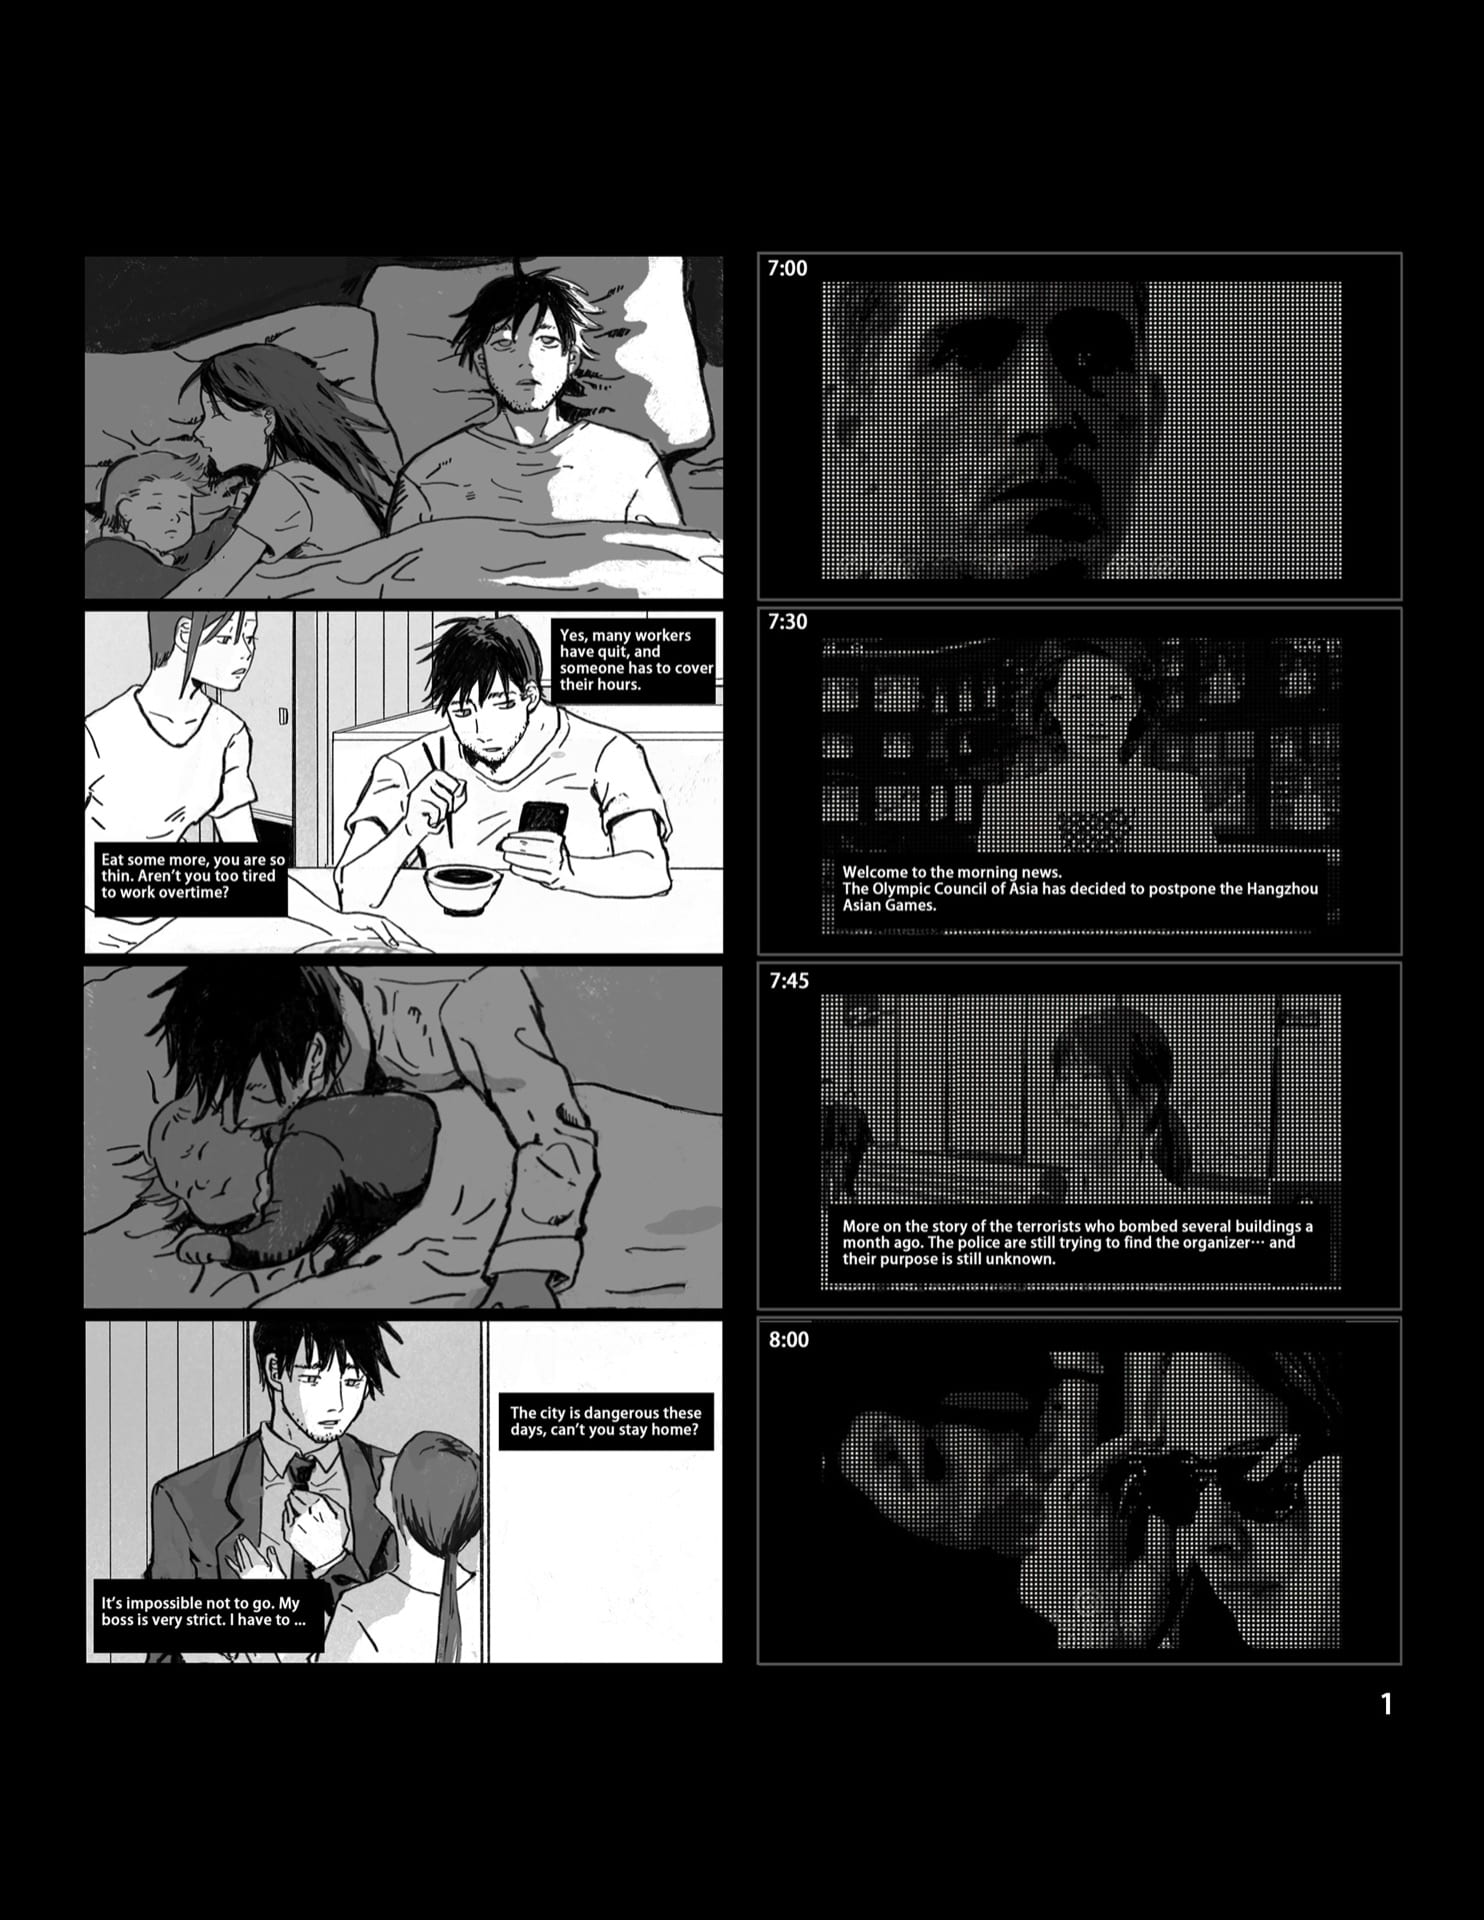 7:00
Yes, many workers
have quit, and
someone has to cover
their hours.
Eat some more, you are so
thin. Aren't you too tired
to work overtime?
7:30
Welcome to the morning news.
The Olympic Council of Asia has decided to postpone the Hangzhou
Asian Games.
7:45
More on the story of the terrorists who bombed several buildings a
month ago. The police are still trying to find the organizer··· and
their purpose is still unknown.
The city is dangerous these
days, can't you stay home?
It's impossible not to go. My
boss is very strict. I have to ...
8:00
1